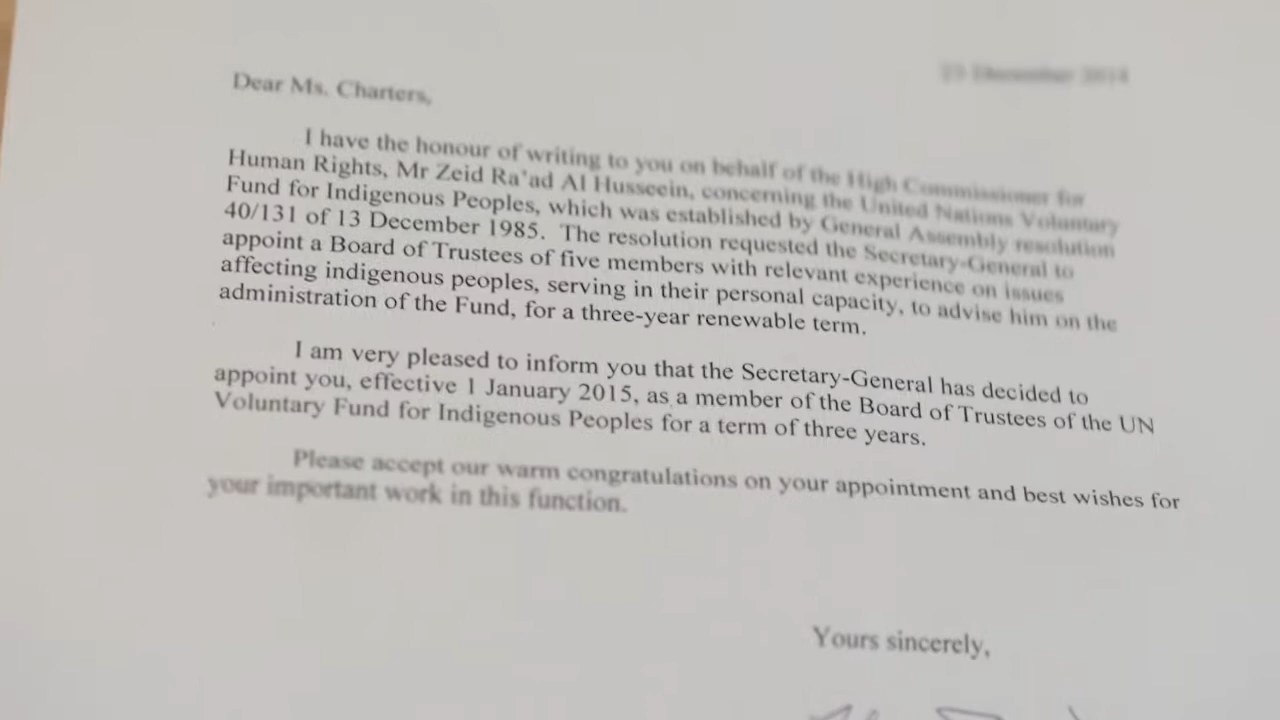 December 2014
Dear Ms. Charters,
I have the honour of writing to you on behalf of the High Commissioner for
Human Rights, Mr Zeid Ra'ad Al Hussein, concerning the United Nations Voluntary
Fund for Indigenous Peoples, which was established by General Assembly resolution
40/131 of 13 December 1985. The resolution requested the Secretary-General to
appoint a Board of Trustees of five members with relevant experience on issues
affecting indigenous peoples, serving in their personal capacity, to advise him on the
administration of the Fund, for a three-year renewable term.
I am very pleased to inform you that the Secretary-General has decided to
appoint you, effective 1 January 2015, as a member of the Board of Trustees of the UN
Voluntary Fund for Indigenous Peoples for a term of three years.
Please accept our warm congratulations on your appointment and best wishes for
your important work in this function.
Yours sincerely,